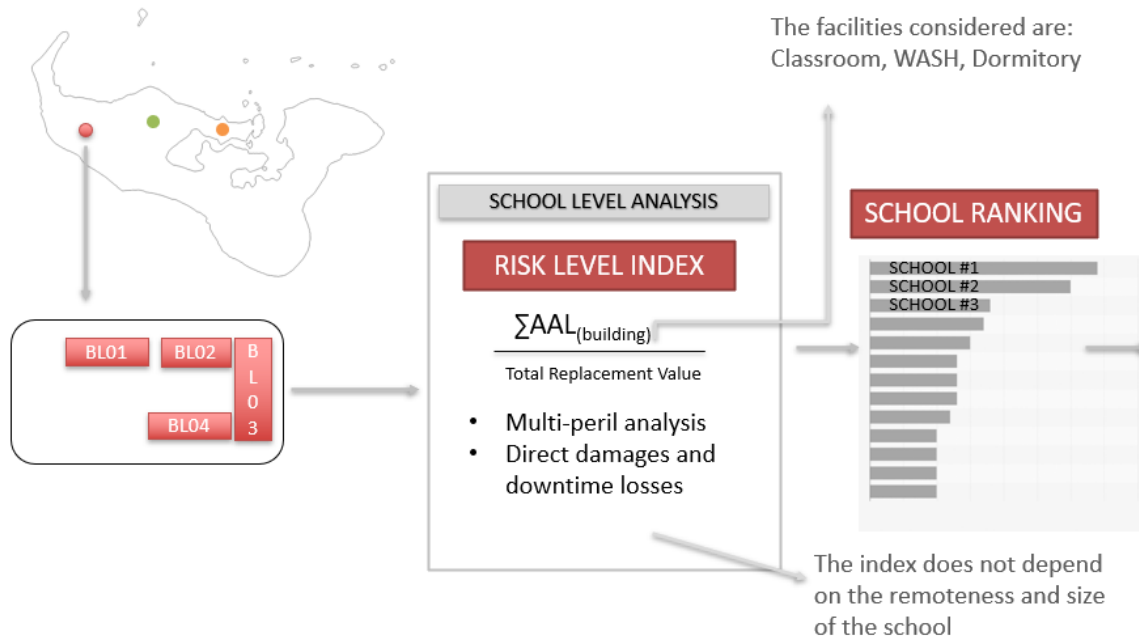 The facilities considered are:
Classroom, WASH, Dormitory
SCHOOL LEVEL ANALYSIS
RISK LEVEL INDEX
∑AAL(building)
Total Replacement Value
• Multi-peril analysis
• Direct damages and
downtime losses
BL01
BL02
B
L
0
3
BL04
SCHOOL RANKING
SCHOOL #1
SCHOOL #2
SCHOOL #3
The index does not depend
on the remoteness and size
of the school